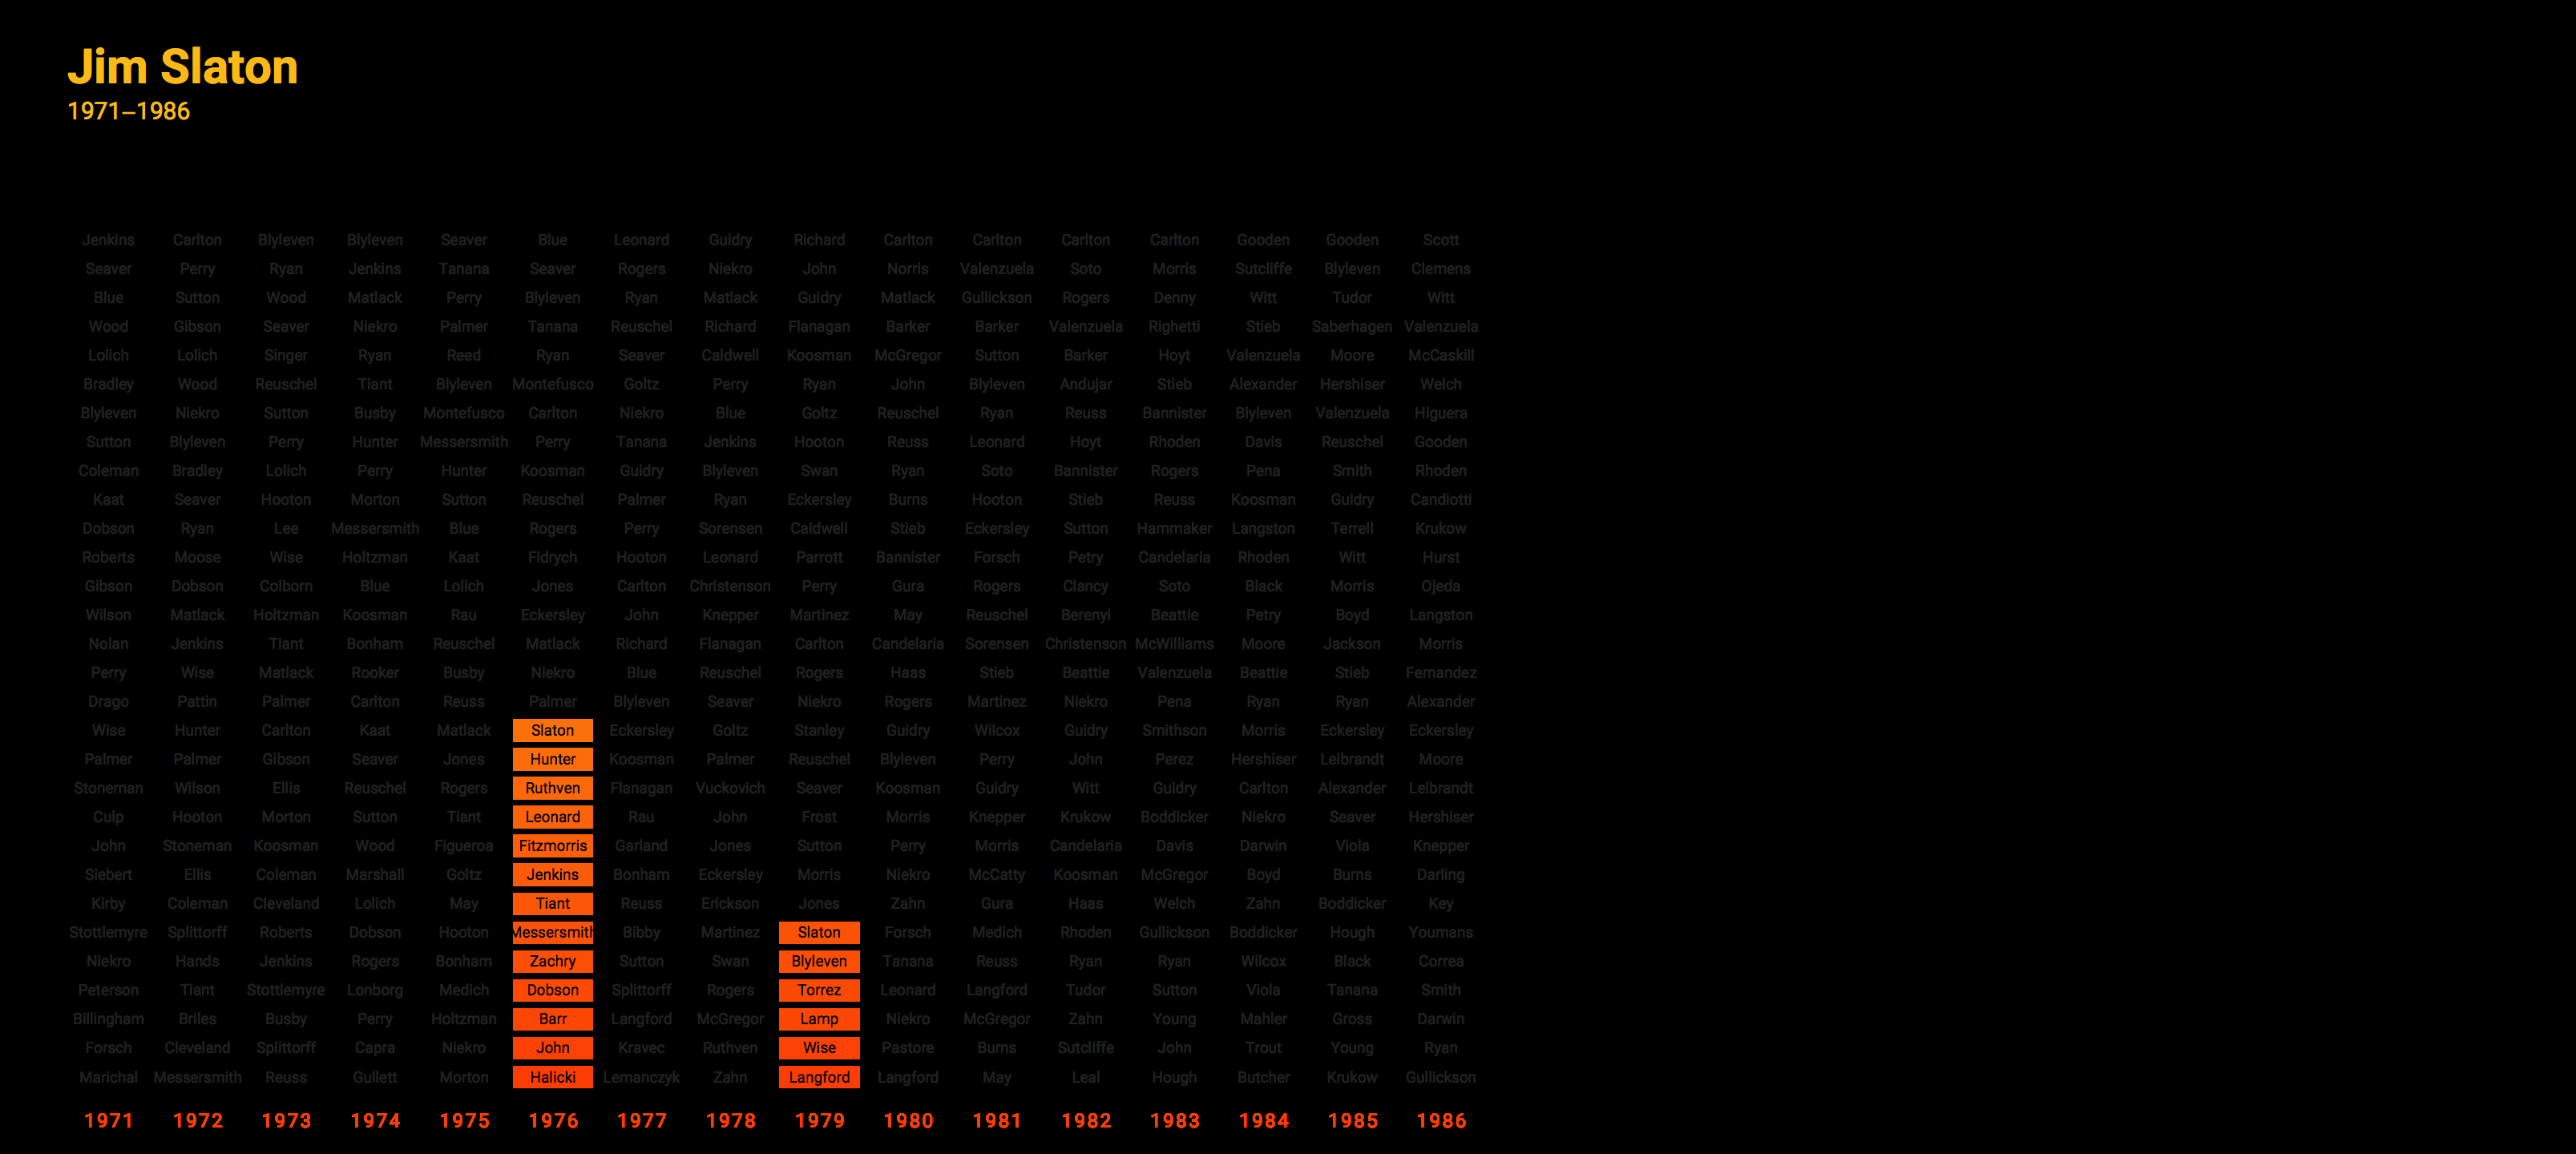 Jim Slaton
1971–1986
Jenkins Carlton Blyleven Blyleven Seaver Blue Leonard Guidry Richard Carlton Carlton Carlton Carlton Gooden Gooden Scott
Seaver Perry Ryan Jenkins Tanana Seaver Rogers Niekro John Norris Valenzuela Soto Morris Sutcliffe Blyleven Clemens
Blue Sutton Wood Matlack Perry Blyleven Ryan Matlack Guidry Matlack Gullickson Rogers Denny Witt Tudor Witt
Wood Gibson Seaver Niekro Palmer Tanana Reuschel Richard Flanagan Barker Barker Valenzuela Righetti Stieb Saberhagen Valenzuela
Lolich Lolich Singer Ryan Reed Ryan Seaver Caldwell Koosman McGregor Sutton Barker Hoyt Valenzuela Moore McCaskill
Bradley Wood Reuschel Tiant Blyleven Montefusco Goltz Perry Ryan John Blyleven Andujar Stieb Alexander Hershiser Welch
Blyleven Niekro Sutton Busby Montefusco Carlton Niekro Blue Goltz Reuschel Ryan Reuss Bannister Blyleven Valenzuela Higuera
Sutton Blyleven Perry Hunter Messersmith Perry Tanana Jenkins Hooton Reuss Leonard Hoyt Rhoden Davis Reuschel Gooden
Coleman Bradley Lolich Perry Hunter Koosman Guidry Blyleven Swan Ryan Soto Bannister Rogers Pena Smith Rhoden
Kaat Seaver Hooton Morton Sutton Reuschel Palmer Ryan Eckersley Burns Hooton Stieb Reuss Koosman Guidry Candiotti
Dobson Ryan Lee Messersmith Blue Rogers Perry Sorensen Caldwell Stieb Eckersley Sutton Hammaker Langston Terrell Krukow
Roberts Moose Wise Holtzman Kaat Fidrych Hooton Leonard Parrott Bannister Forsch Petry Candelaria Rhoden Witt Hurst
Gibson Dobson Colborn Blue Lolich Jones Carlton Christenson Perry Gura Rogers Clancy Soto Black Morris Ojeda
Wilson Matlack Holtzman Koosman Rau Eckersley John Knepper Martinez May Reuschel Berenyi Beattie Petry Boyd Langston
Nolan Jenkins Tiant Bonham Reuschel Matlack Richard Flanagan Carlton Candelaria Sorensen Christenson McWilliams Moore Jackson Morris
Perry Wise Matlack Rooker Busby Niekro Blue Reuschel Rogers Haas Stieb Beattie Valenzuela Beattie Stieb Fernandez
Drago Pattin Palmer Carlton Reuss Palmer Blyleven Seaver Niekro Rogers Martinez Niekro Pena Ryan Ryan Alexander
Wise Hunter Carlton Kaat Matlack Slaton Eckersley Goltz Stanley Guidry Wilcox Guidry Smithson Morris Eckersley Eckersley
Palmer Palmer Gibson Seaver Jones Hunter Koosman Palmer Reuschel Blyleven Perry John Perez Hershiser Leibrandt Moore
Stoneman Wilson Ellis Reuschel Rogers Ruthven Flanagan Vuckovich Seaver Koosman Guidry Witt Guidry Carlton Alexander Leibrandt
Culp Hooton Morton Sutton Tiant Leonard Rau John Frost Morris Knepper Krukow Boddicker Niekro Seaver Hershiser
John Stoneman Koosman Wood Figueroa Fitzmorris Garland Jones Sutton Perry Morris Candelaria Davis Darwin Viola Knepper
Siebert Ellis Coleman Marshall Goltz Jenkins Bonham Eckersley Morris Niekro McCatty Koosman McGregor Boyd Burns Darling
Kirby Coleman Cleveland Lolich May Tiant Reuss Erickson Jones Zahn Gura Haas Welch Zahn Boddicker Key
Stottlemyre Splittorff Roberts Dobson Hooton Messersmith Bibby Martinez Slaton Forsch Medich Rhoden Gullickson Boddicker Hough Youmans
Niekro Hands Jenkins Rogers Bonham Zachry Sutton Swan Blyleven Tanana Reuss Ryan Ryan Wilcox Black Correa
Peterson Tiant Stottlemyre Lonborg Medich Dobson Splittorff Rogers Torrez Leonard Langford Tudor Sutton Viola Tanana Smith
Billingham Briles Busby Perry Holtzman Barr Langford McGregor Lamp Niekro McGregor Zahn Young Mahler Gross Darwin
Forsch Cleveland Splittorff Capra Niekro John Kravec Ruthven Wise Pastore Burns Sutcliffe John Trout Young Ryan
Marichal Messersmith Reuss Gullett Morton Halicki Lemanczyk Zahn Langford Langford May Leal Hough Butcher Krukow Gullickson
1971 1972 1973 1974 1975 1976 1977 1978 1979 1980 1981 1982 1983 1984 1985 1986